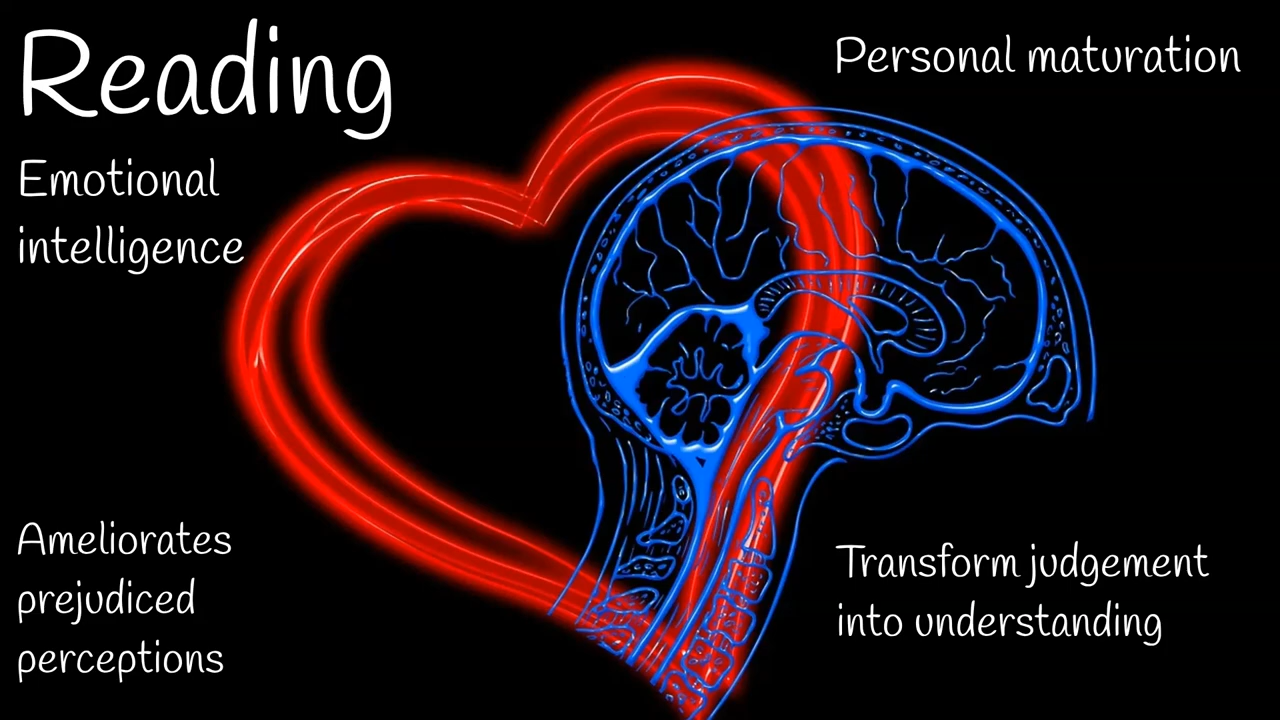 Reading
Personal maturation
Emotional
intelligence
Ameliorates
prejudiced
perceptions
Transform judgement
into understanding